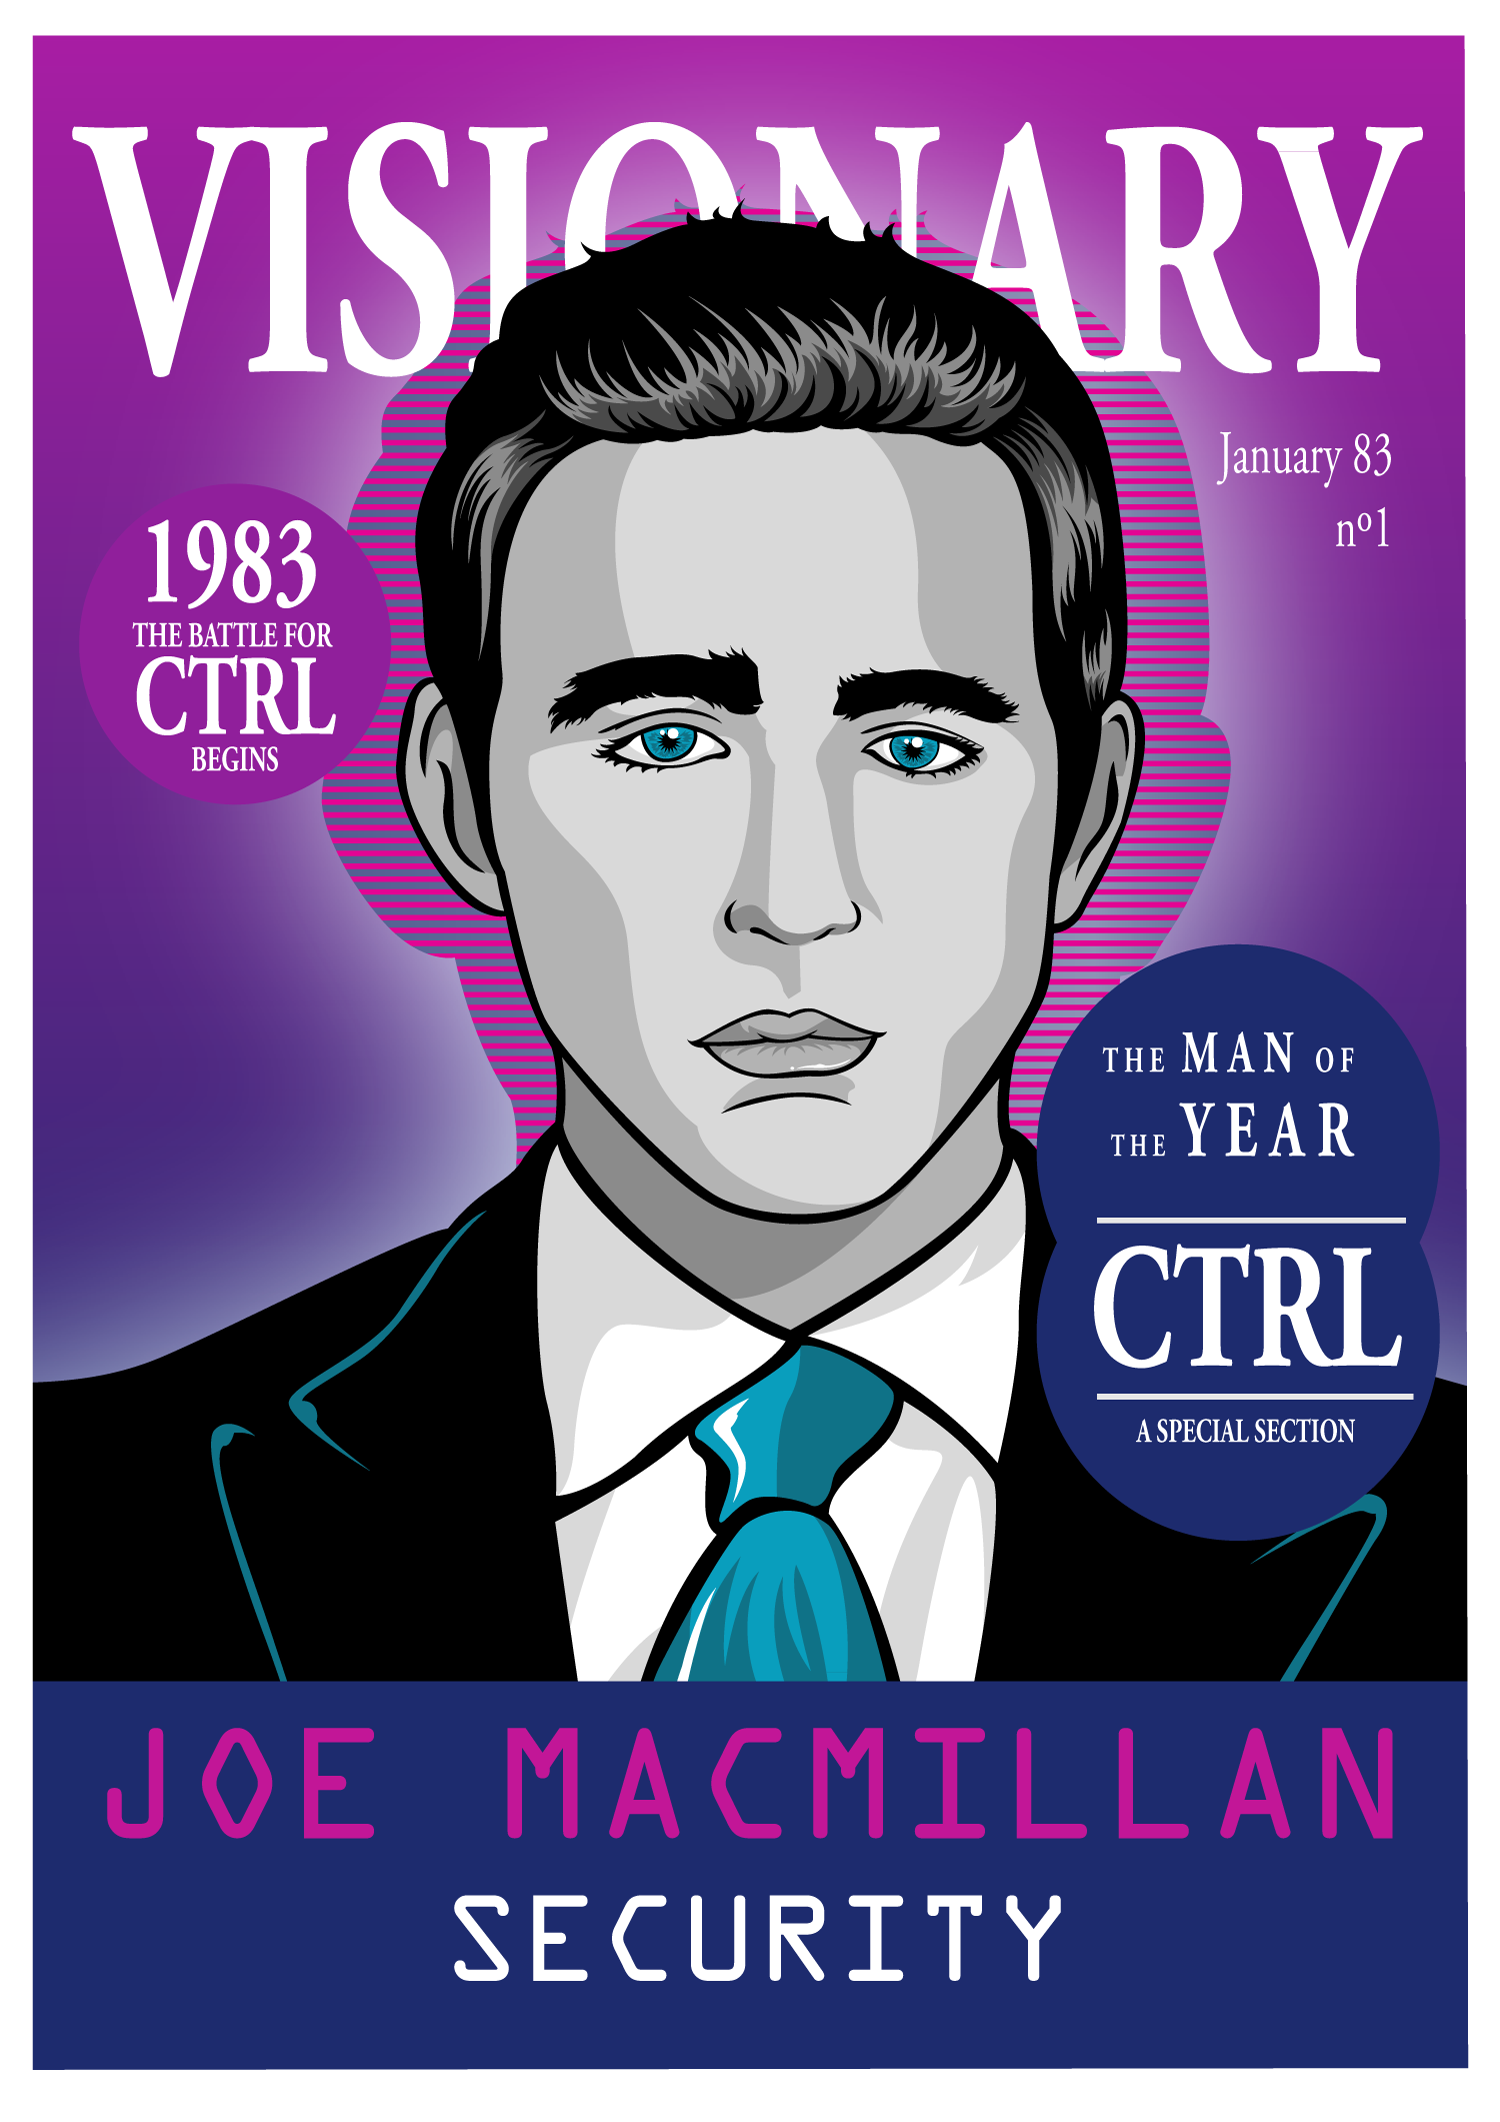 VISIONARY
January 83
nº1
1983
THE BATTLE FOR
CTRL
BEGINS
THE MAN OF
THE YEAR
CTRL
A SPECIAL SECTION
JOE MACMILLAN
SECURITY